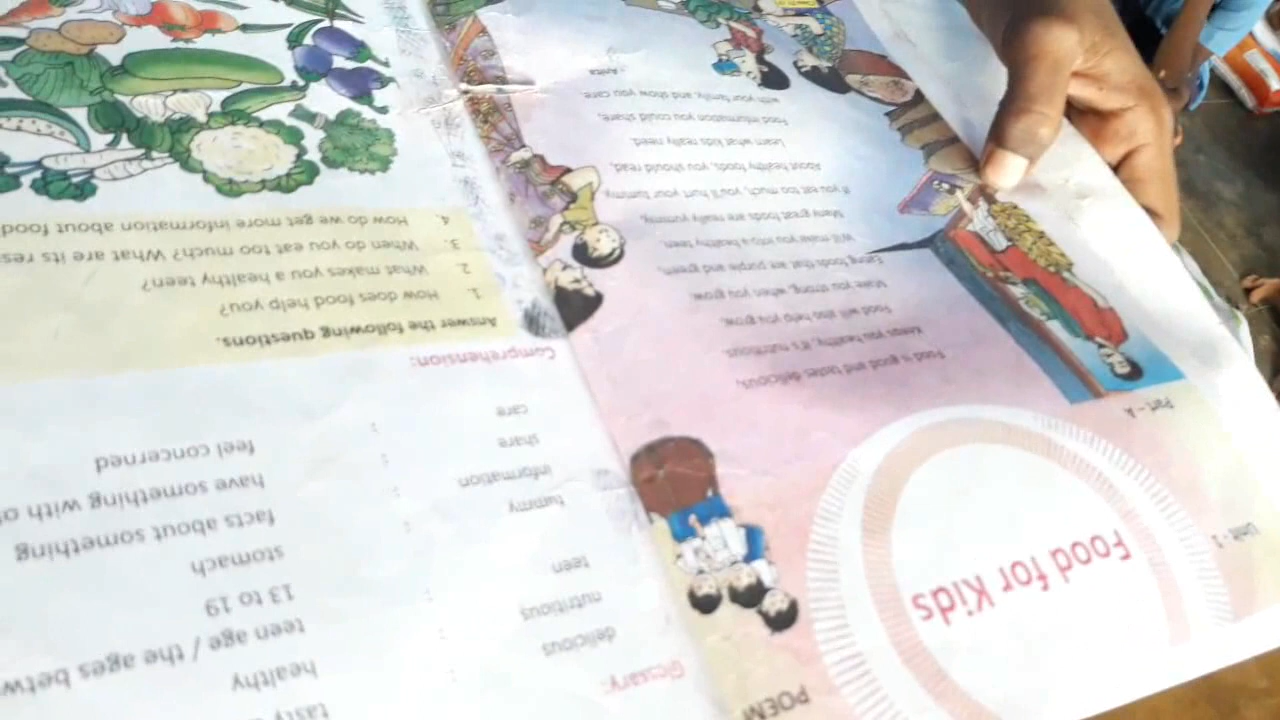 POEM
Unit - 1
Food for Kids
Part - A
Food is good and tastes delicious,
Keeps you healthy, it's nutritious.
Food will also help you grow,
Make you strong, when you grow.
Eating foods that are purple and green,
Will make you into a healthy teen.
Many great foods are really yummy,
If you eat too much, you'll hurt your tummy.
About healthy foods, you should read,
Learn what kids really need.
Food information you could share,
with your family, and show you care.
- Anita
Glossary:
delicious tasty
nutritious : healthy
teen teen age / the ages
13 to 19
tummy : stomach
information : facts about something
share : have something with
care : feel concerned
Comprehension:
Answer the following questions.
1. How does food help you?
2. What makes you a healthy teen?
3. When do you eat too much? What are its
4. How do we get more information about food